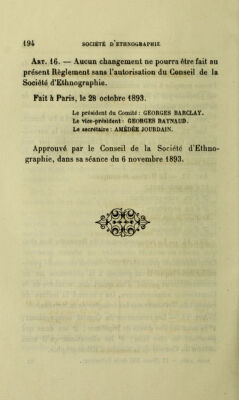 194 SOCIÉTÉ D'ETHNOGRAPHIE
ART. 16. — Aucun changement ne pourra être fait au
présent Règlement sans l'autorisation du Conseil de la
Société d'Ethnographie.
Fait à Paris, le 28 octobre 1893.
Le président du Comité : GEORGES BARCLAY.
Le vice-président : GEORGES RAYNAUD.
Le secrétaire : AMÉDÉE JOURDAIN.
Approuvé par le Conseil de la Société d'Ethno-
graphie, dans sa séance du 6 novembre 1893.